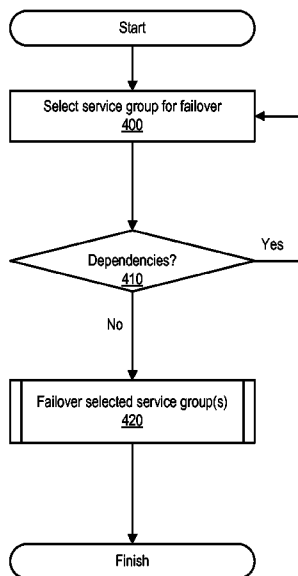 Start
Select service group for failover
400
Dependencies?
410
Yes
No
Failover selected service group(s)
420
Finish